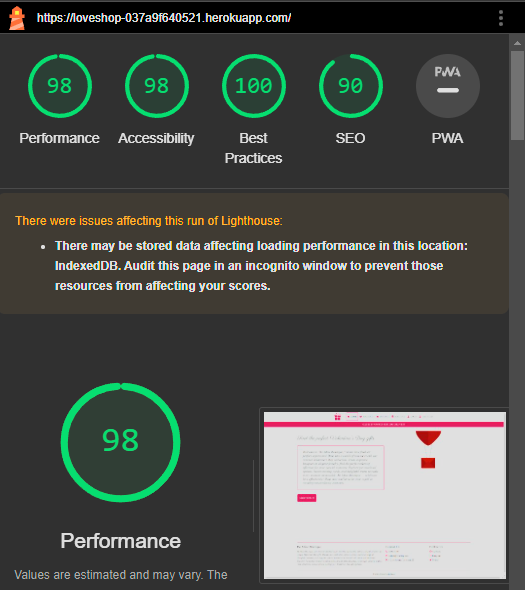 https://loveshop-037a9f640521.herokuapp.com/
98 98 100 90 PWA
Performance Accessibility Best Practices SEO PWA
There were issues affecting this run of Lighthouse:
• There may be stored data affecting loading performance in this location:
IndexedDB. Audit this page in an incognito window to prevent those
resources from affecting your scores.
98
Performance
Values are estimated and may vary. The